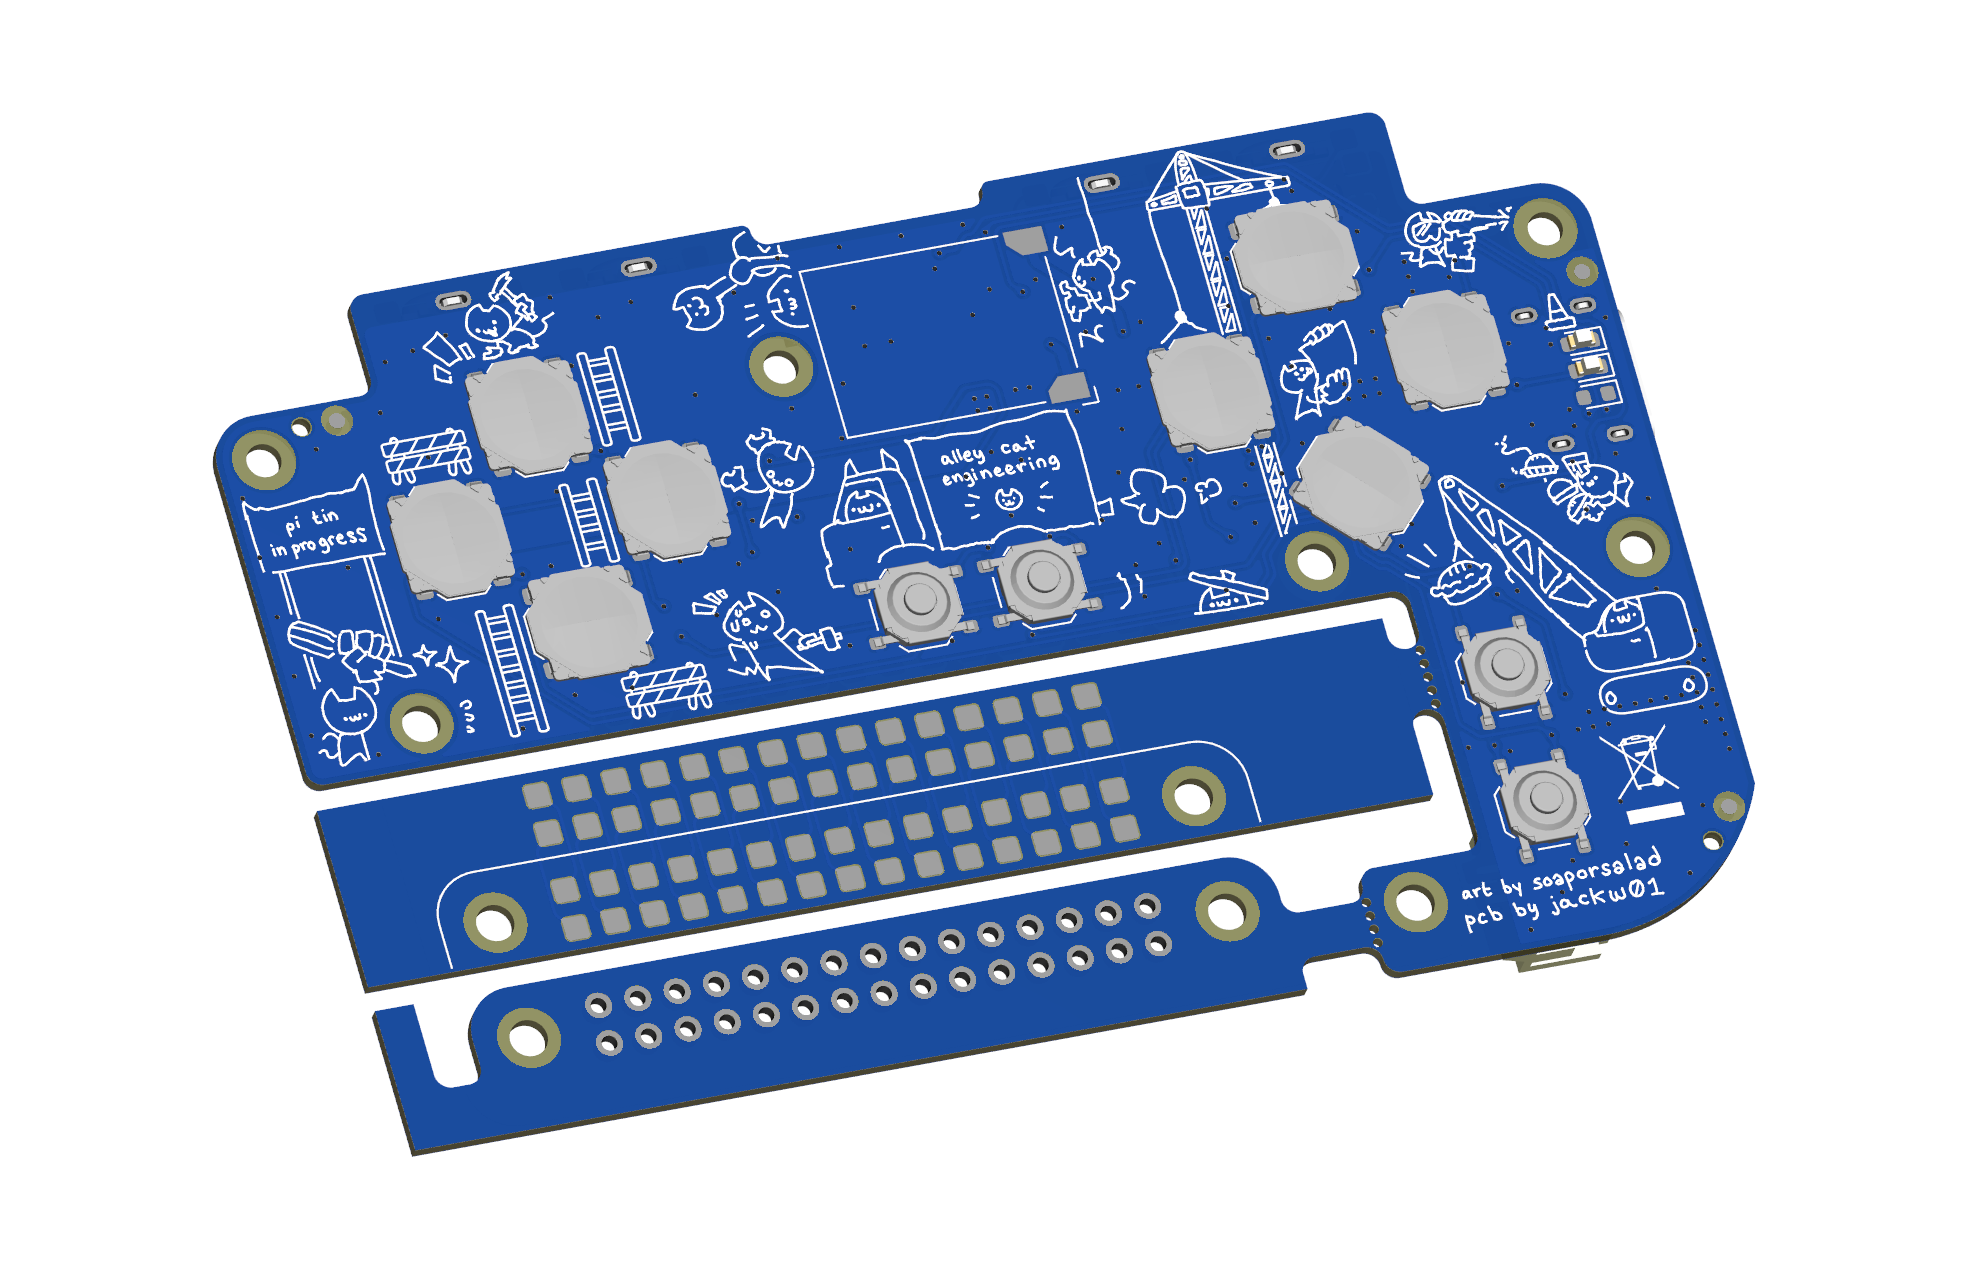 pi tin
in progress
alley cat
engineering
art by soaporsalad
pcb by jackw01